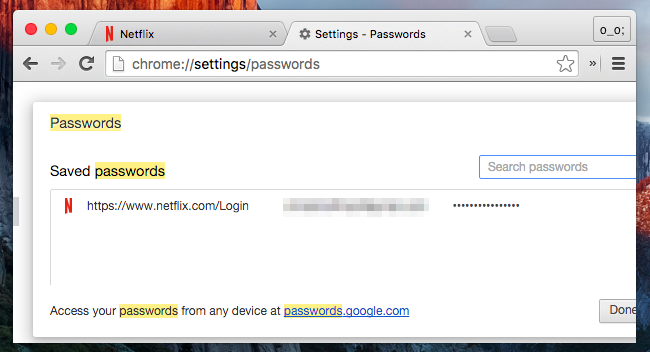 Netflix
Settings - Passwords
o_o;
chrome://settings/passwords
»
Passwords
Saved passwords
Search passwords
https://www.netflix.com/Login ••••••••••••••••
Access your passwords from any device at passwords.google.com
Done